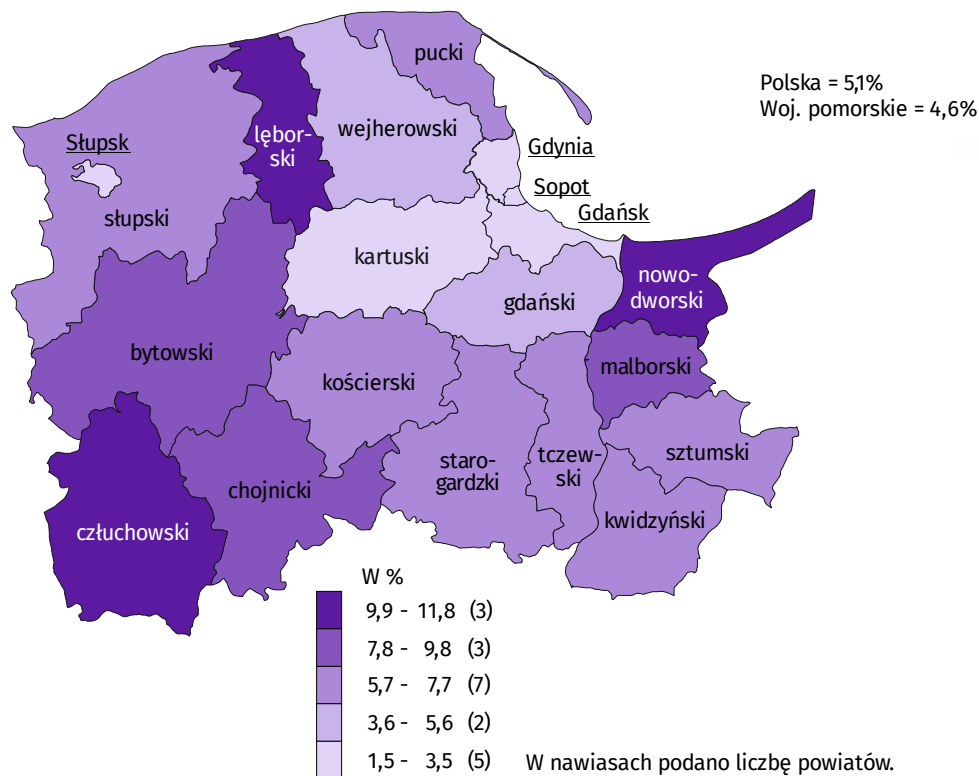 pucki
Polska = 5,1%
Woj. pomorskie = 4,6%
lębor-
ski
wejherowski
Słupsk
Gdynia
Sopot
Gdańsk
słupski
kartuski
nowo-
dworski
gdański
bytowski
malborski
kościerski
staro-
gardzki
tczew-
ski
sztumski
chojnicki
kwidzyński
człuchowski
W %
9,9 - 11,8 (3)
7,8 - 9,8 (3)
5,7 - 7,7 (7)
3,6 - 5,6 (2)
1,5 - 3,5 (5)
W nawiasach podano liczbę powiatów.